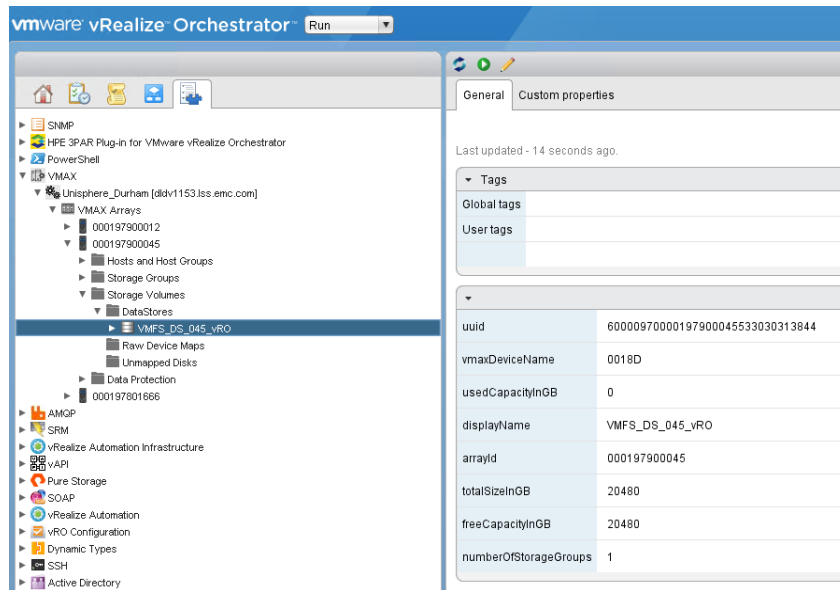 vmware vRealize Orchestrator Run
General Custom properties
SNMP
HPE 3PAR Plug-in for VMware vRealize Orchestrator
PowerShell
VMAX
Unisphere_Durham [dldv1153.lss.emc.com]
VMAX Arrays
000197900012
000197900045
Hosts and Host Groups
Storage Groups
Storage Volumes
DataStores
VMFS_DS_045_vRO
Raw Device Maps
Unmapped Disks
Data Protection
000197801666
AMQP
SRM
vRealize Automation Infrastructure
vAPI
Pure Storage
SOAP
vRealize Automation
vRO Configuration
Dynamic Types
SSH
Active Directory
Last updated - 14 seconds ago.
Tags
Global tags
User tags
uuid 60000970000197900045533030313844
vmaxDeviceName 0018D
usedCapacityInGB 0
displayName VMFS_DS_045_vRO
arrayId 000197900045
totalSizeInGB 20480
freeCapacityInGB 20480
numberOfStorageGroups 1